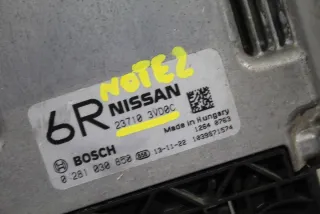 NOTE2
6R NISSAN
23710 3VD0C
Made in Hungary
BOSCH 1264 8763
0 281 030 850 13-11-22 1039S71574